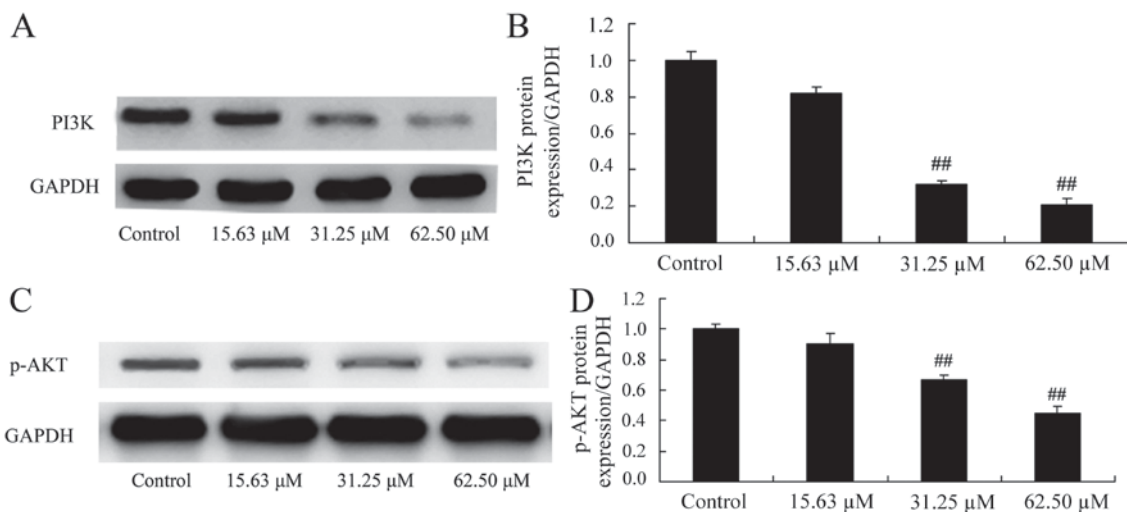 A
PI3K
GAPDH
Control 15.63 µM 31.25 µM 62.50 µM
B
PI3K protein
expression/GAPDH
1.2
1.0
0.8
0.6
0.4
0.2
0.0
##
##
Control 15.63 µM 31.25 µM 62.50 µM
C
p-AKT
GAPDH
Control 15.63 µM 31.25 µM 62.50 µM
D
p-AKT protein
expression/GAPDH
1.2
1.0
0.8
0.6
0.4
0.2
0.0
##
##
Control 15.63 µM 31.25 µM 62.50 µM